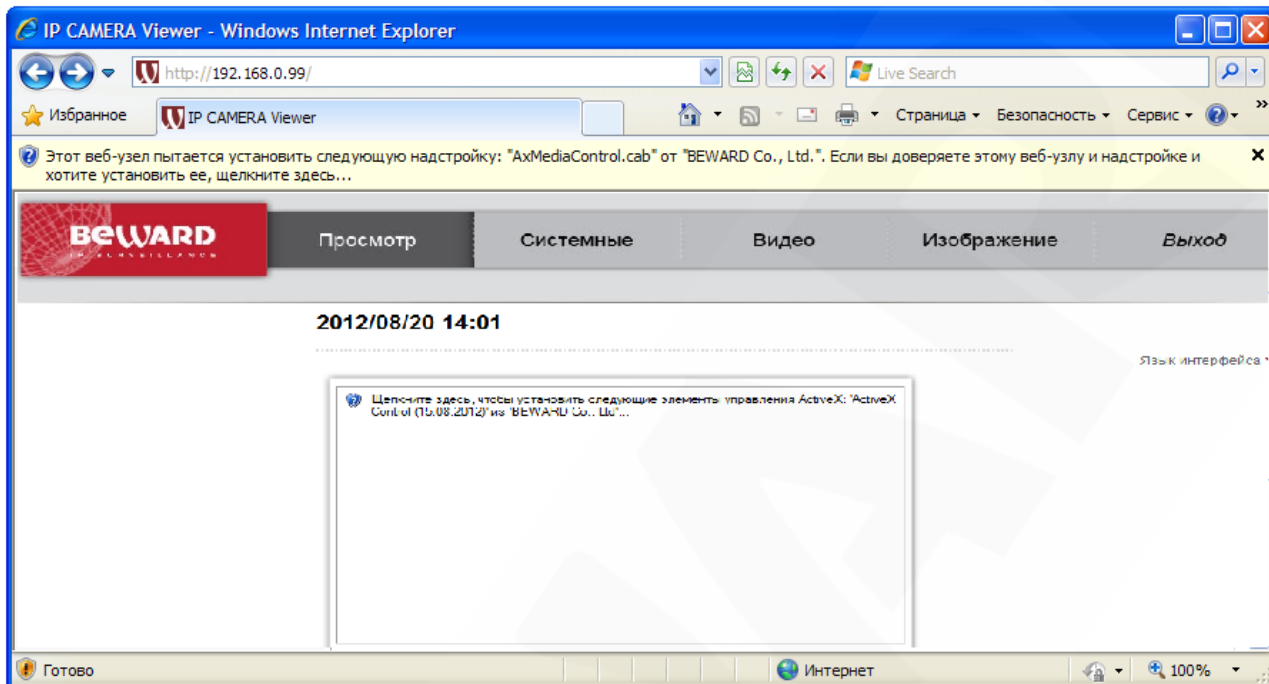 IP CAMERA Viewer - Windows Internet Explorer
http://192.168.0.99/
Live Search
Избранное
IP CAMERA Viewer
Страница
Безопасность
Сервис
»
Этот веб-узел пытается установить следующую надстройку: "AxMediaControl.cab" от "BEWARD Co., Ltd.". Если вы доверяете этому веб-узлу и надстройке и
хотите установить ее, щелкните здесь...
BEWARD
IP SURVEILLANCE
Просмотр
Системные
Видео
Изображение
Выход
2012/08/20 14:01
Язык интерфейса
Щелкните здесь, чтобы установить следующие элементы управления ActiveX: 'ActiveX
Control (15.08.2012)' из 'BEWARD Co., Ltd'...
Готово
Интернет
100%